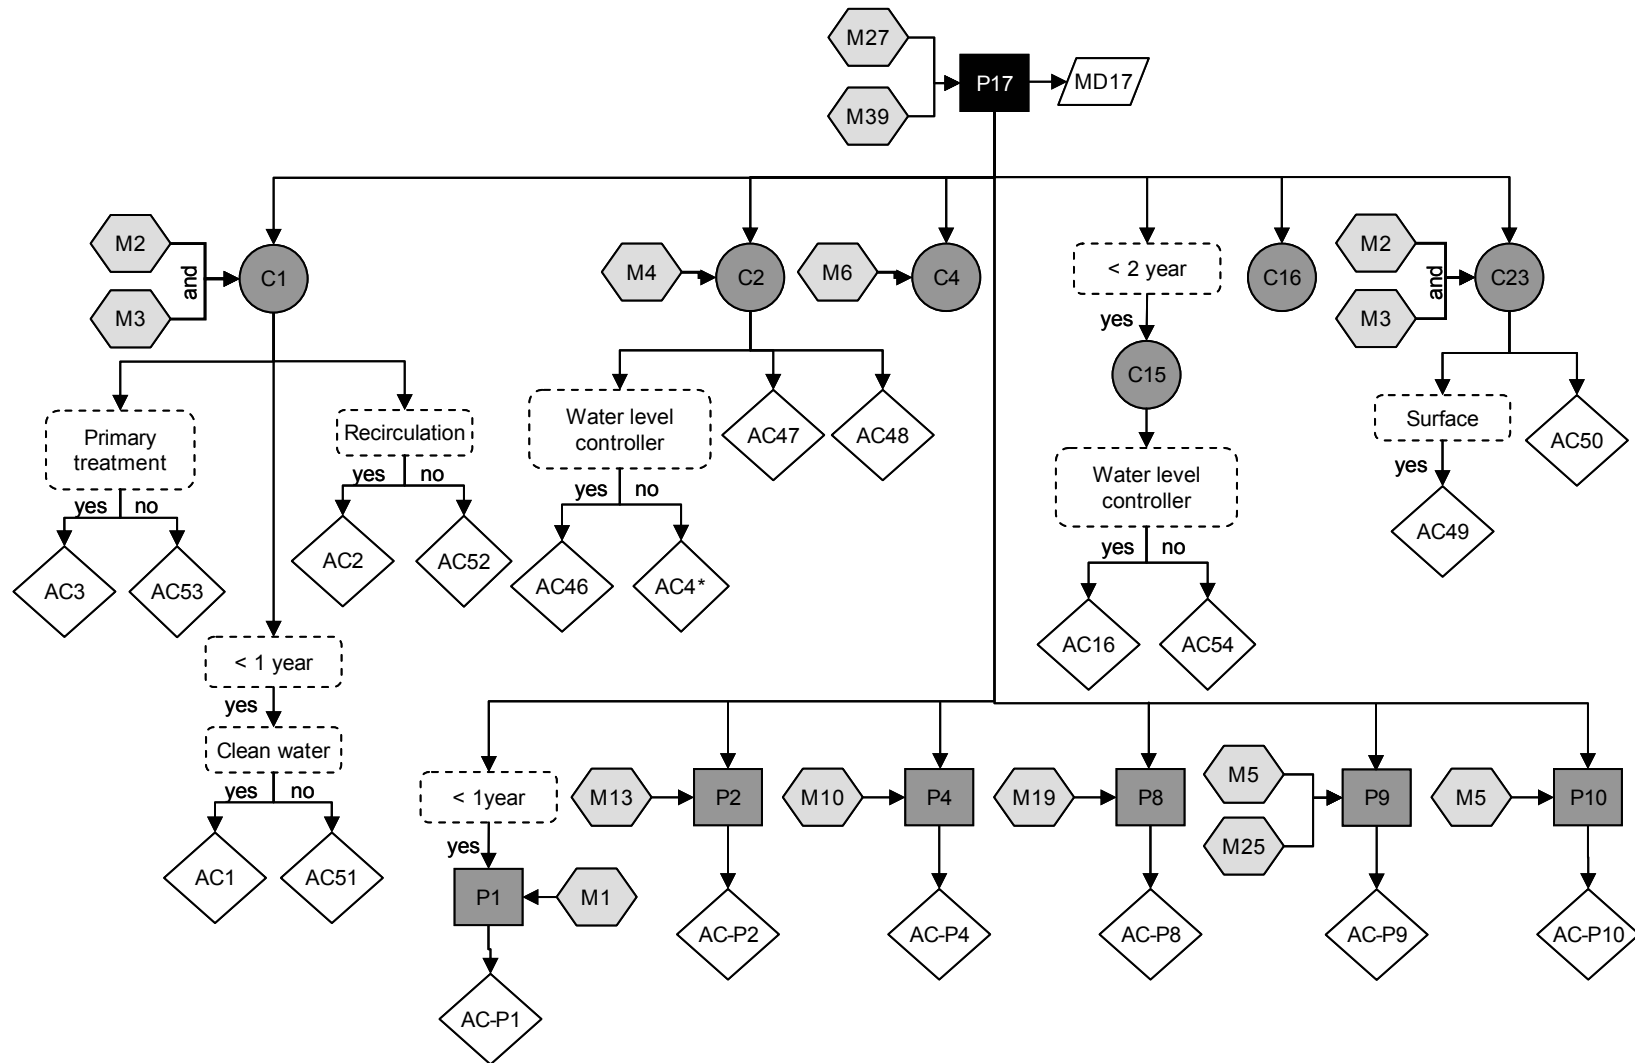 M27
P17
MD17
M39
M2
and
M3
C1
M4
C2
M6
C4
< 2 year
yes
C15
C16
M2
and
M3
C23
Primary
treatment
yes
no
AC3
AC53
Recirculation
yes
no
AC2
AC52
Water level
controller
yes
no
AC46
AC4*
AC47
AC48
Water level
controller
yes
no
AC16
AC54
Surface
yes
AC49
AC50
< 1 year
yes
Clean water
yes
no
AC1
AC51
< 1year
yes
P1
M1
AC-P1
M13
P2
AC-P2
M10
P4
AC-P4
M19
P8
AC-P8
M5
M25
P9
AC-P9
M5
P10
AC-P10